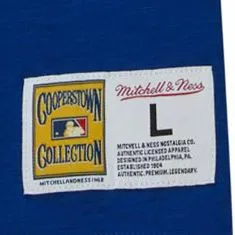 COOPERSTOWN
COLLECTION
MITCHELLANDNESS INC®
Mitchell & Ness
L
MITCHELL & NESS NOSTALGIA CO.
AUTHENTIC LICENSED APPAREL
DESIGNED IN PHILADELPHIA, PA.
ESTABLISHED 1904
AUTHENTIC. PREMIUM. LEGENDARY.